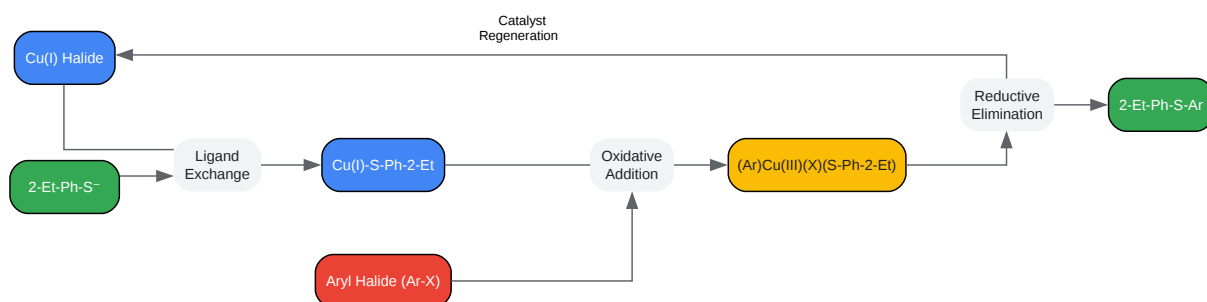 Catalyst
Regeneration
Cu(I) Halide
Reductive
Elimination
2-Et-Ph-S-Ar
Ligand
Exchange
Cu(I)-S-Ph-2-Et
Oxidative
Addition
(Ar)Cu(III)(X)(S-Ph-2-Et)
2-Et-Ph-S⁻
Aryl Halide (Ar-X)